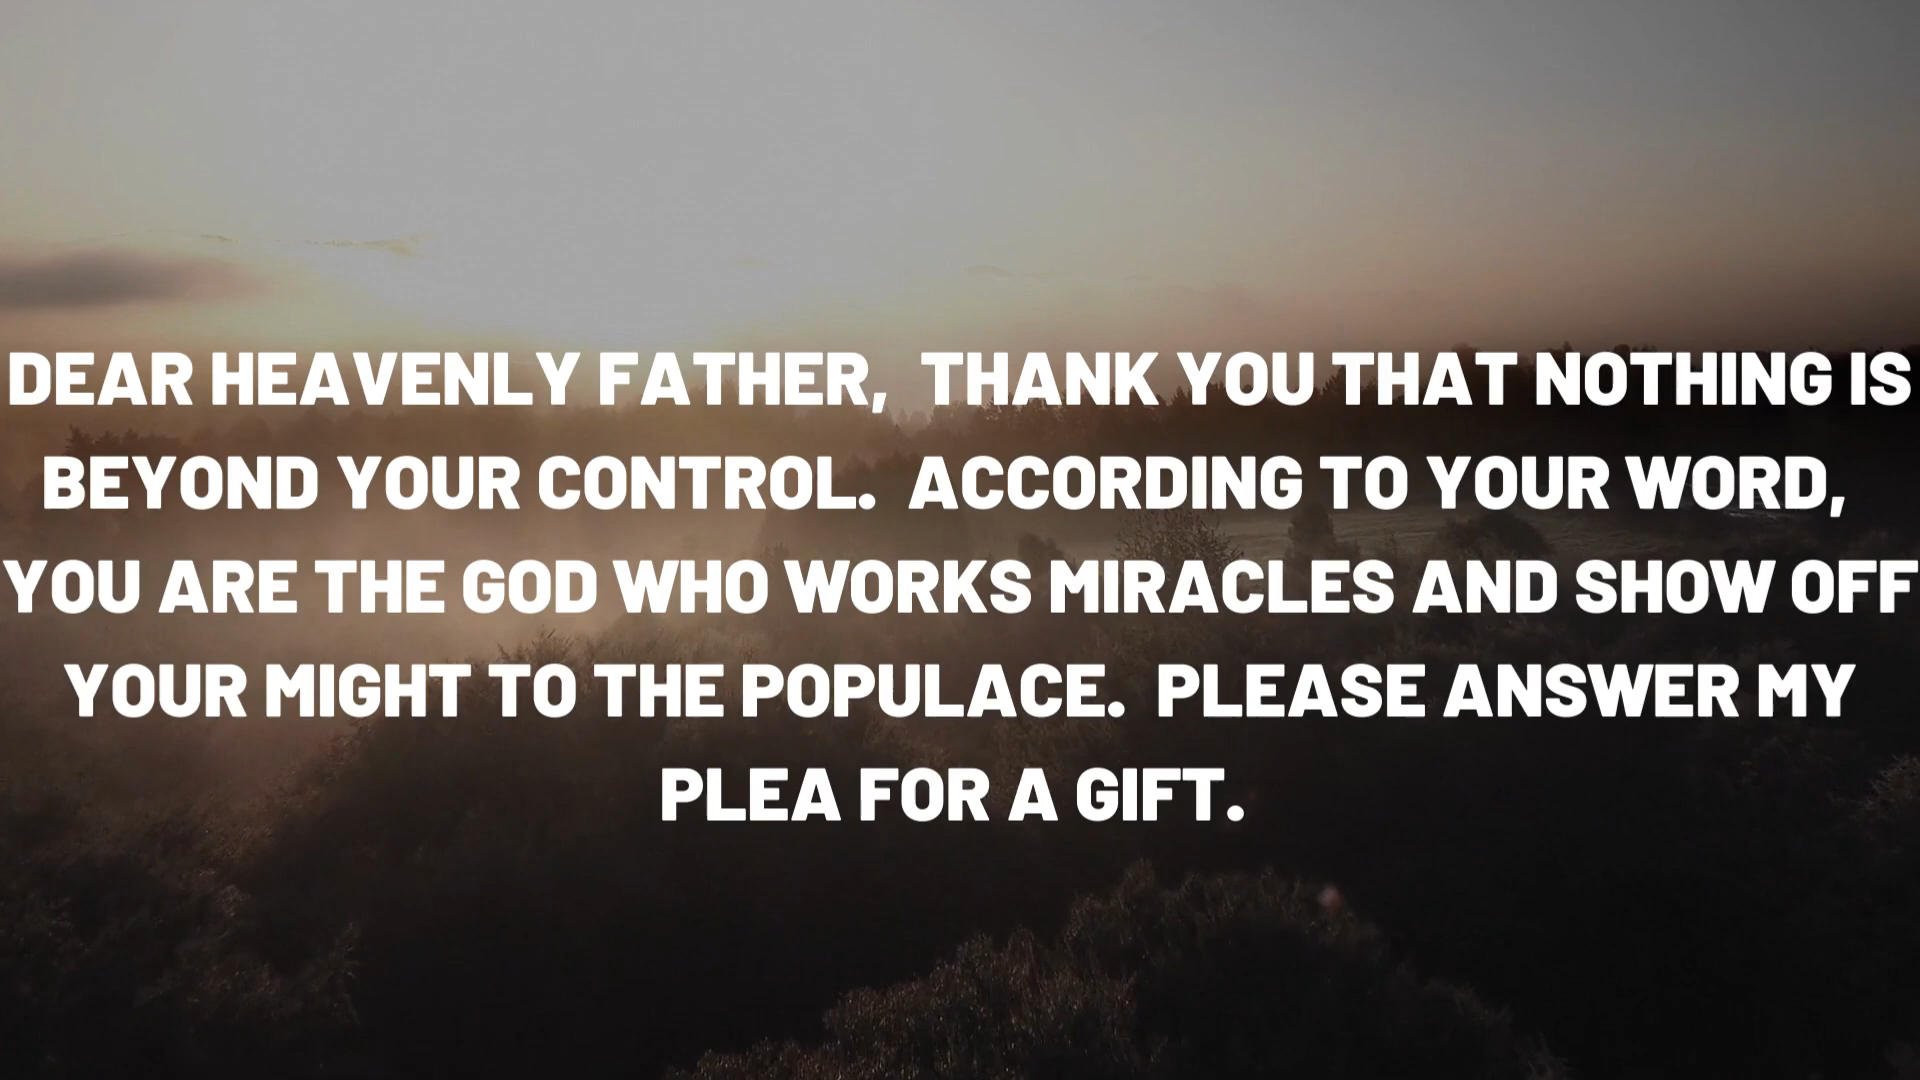 DEAR HEAVENLY FATHER, THANK YOU THAT NOTHING IS
BEYOND YOUR CONTROL. ACCORDING TO YOUR WORD,
YOU ARE THE GOD WHO WORKS MIRACLES AND SHOW OFF
YOUR MIGHT TO THE POPULACE. PLEASE ANSWER MY
PLEA FOR A GIFT.